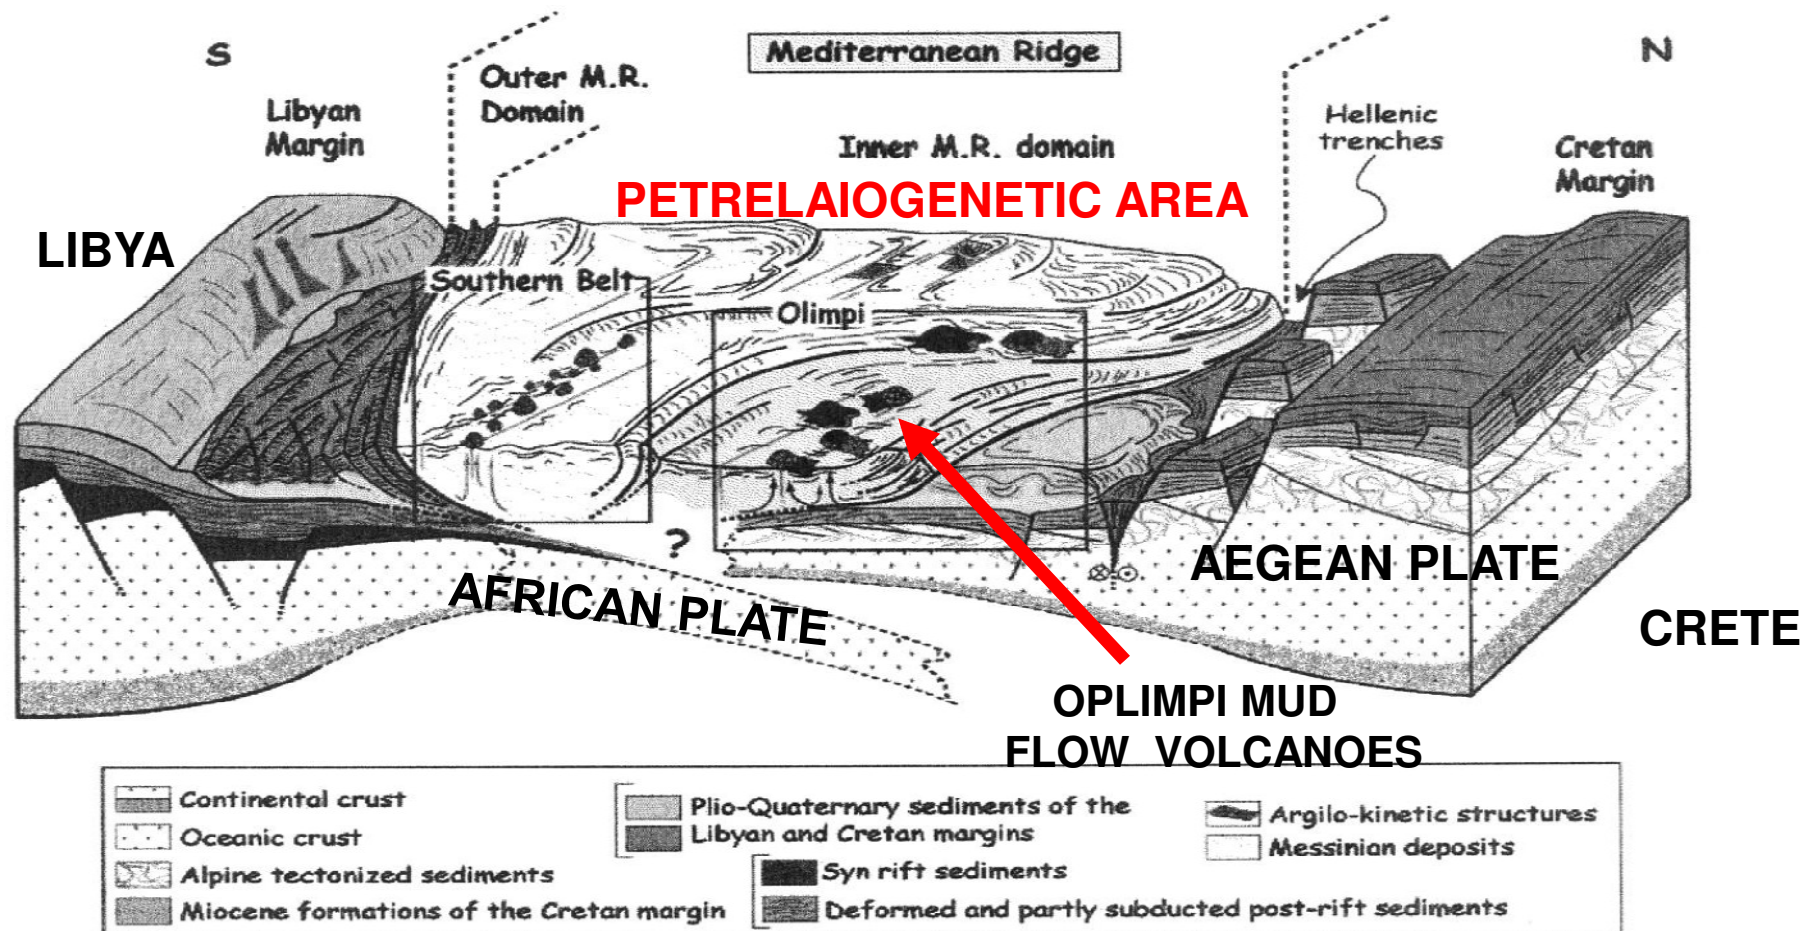 S
Mediterranean Ridge
N
Outer M.R.
Domain
Libyan
Margin
Hellenic
trenches
Inner M.R. domain
Cretan
Margin
PETRELAIOGENETIC AREA
LIBYA
Southern Belt
Olimpi
?
AEGEAN PLATE
AFRICAN PLATE
CRETE
OPLIMPI MUD
FLOW VOLCANOES
Continental crust
Oceanic crust
Alpine tectonized sediments
Miocene formations of the Cretan margin
Plio-Quaternary sediments of the
Libyan and Cretan margins
Syn rift sediments
Deformed and partly subducted post-rift sediments
Argilo-kinetic structures
Messinian deposits